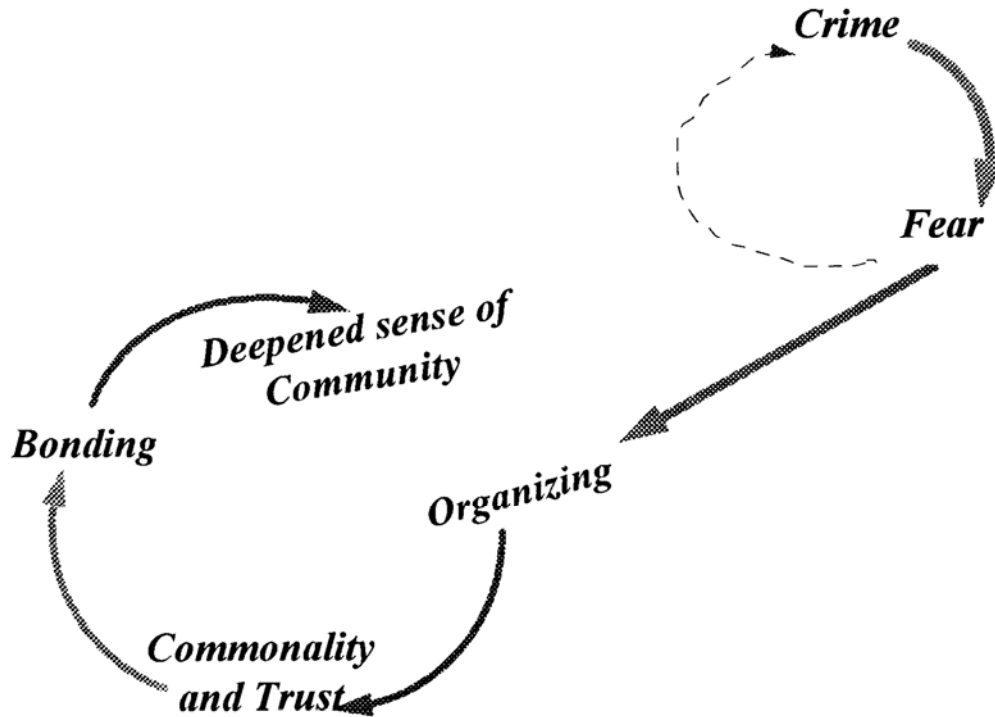 Crime
Fear
Deepened sense of
Community
Bonding
Organizing
Commonality
and Trust